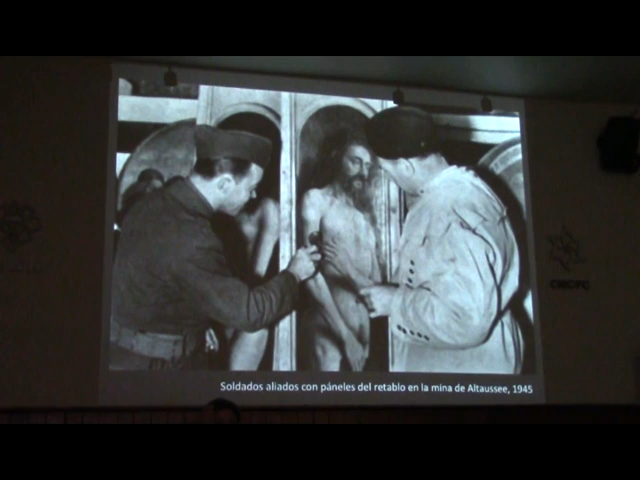 Soldados aliados con páneles del retablo en la mina de Altaussee, 1945